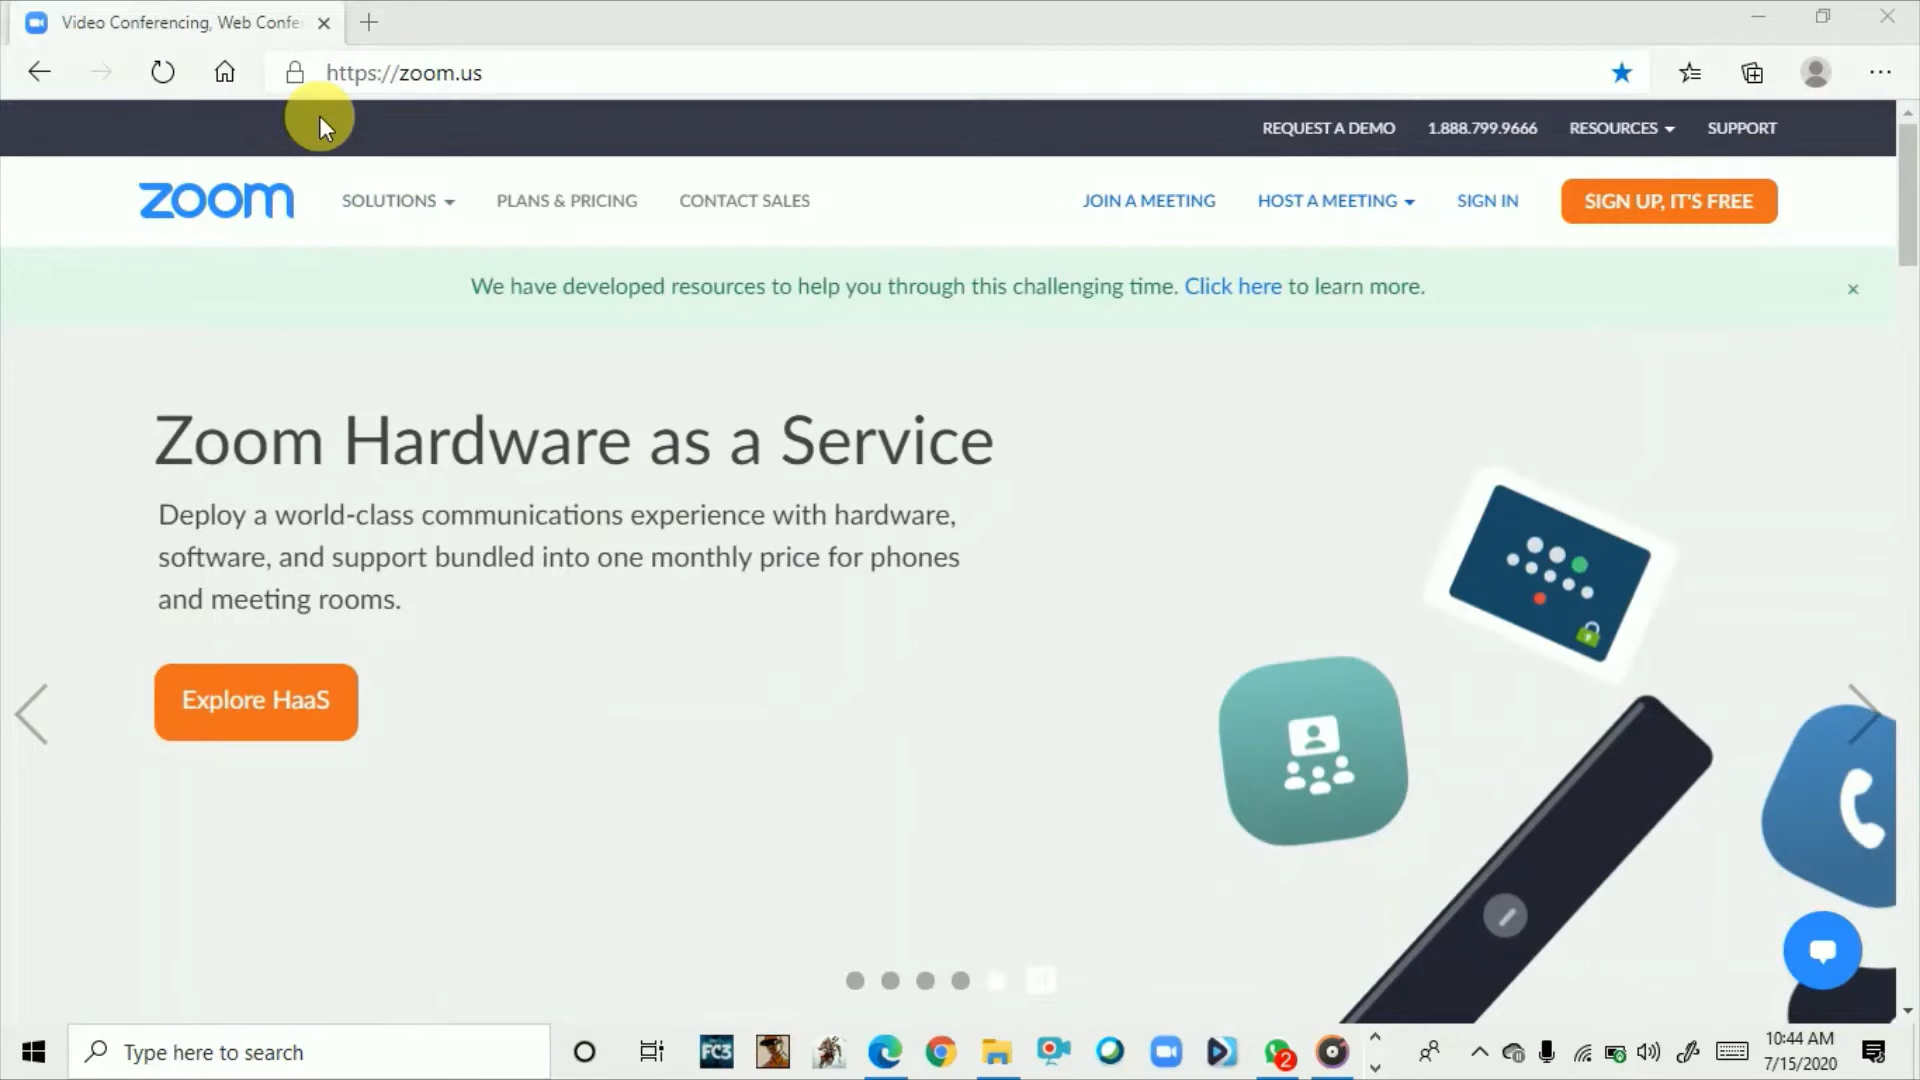 Video Conferencing, Web Confe
https://zoom.us
REQUEST A DEMO 1.888.799.9666 RESOURCES SUPPORT
zoom SOLUTIONS PLANS & PRICING CONTACT SALES JOIN A MEETING HOST A MEETING SIGN IN SIGN UP, IT'S FREE
We have developed resources to help you through this challenging time. Click here to learn more.
Zoom Hardware as a Service
Deploy a world-class communications experience with hardware,
software, and support bundled into one monthly price for phones
and meeting rooms.
Explore HaaS
Type here to search
FC3
2
10:44 AM
7/15/2020